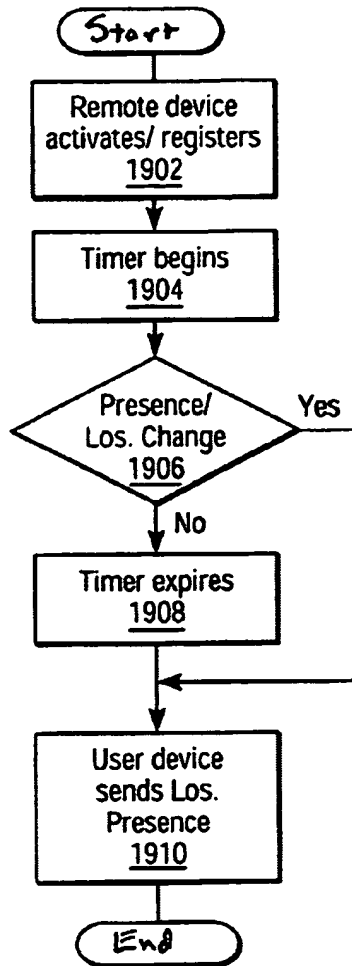 Start
Remote device
activates/ registers
1902
Timer begins
1904
Presence/
Los. Change
1906
Yes
No
Timer expires
1908
User device
sends Los.
Presence
1910
End